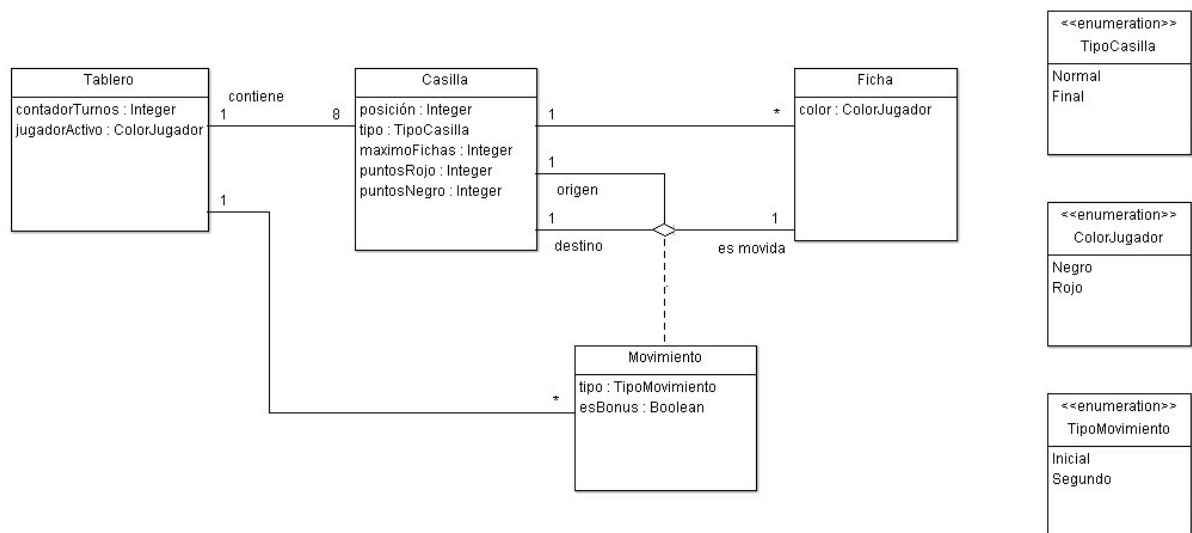 Tablero
contadorTurnos : Integer
jugadorActivo : ColorJugador
contiene
1
8
1
Casilla
posición : Integer
tipo : TipoCasilla
maximoFichas : Integer
puntosRojo : Integer
puntosNegro : Integer
1
*
1
origen
1
destino
1
es movida
Ficha
color : ColorJugador
Movimiento
tipo : TipoMovimiento
esBonus : Boolean
*
<<enumeration>>
TipoCasilla
Normal
Final
<<enumeration>>
ColorJugador
Negro
Rojo
<<enumeration>>
TipoMovimiento
Inicial
Segundo